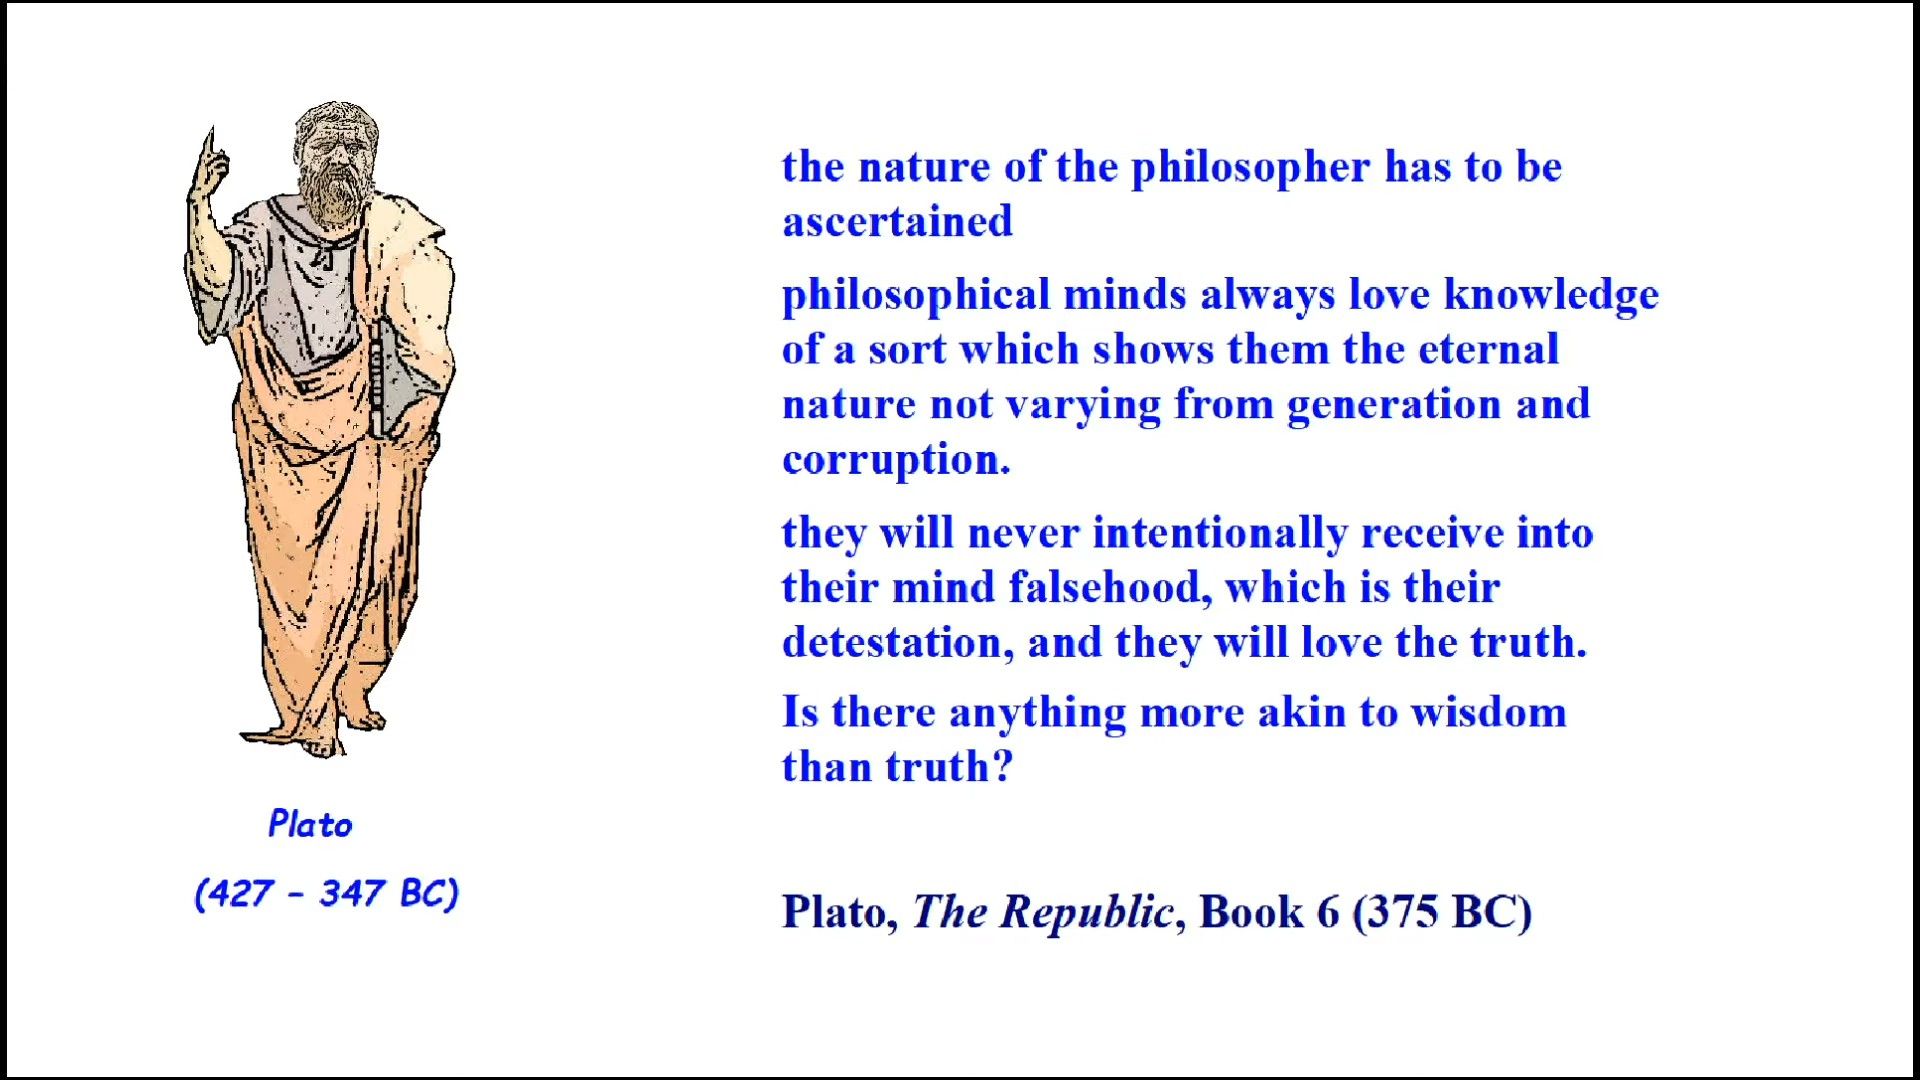 the nature of the philosopher has to be
ascertained
philosophical minds always love knowledge
of a sort which shows them the eternal
nature not varying from generation and
corruption.
they will never intentionally receive into
their mind falsehood, which is their
detestation, and they will love the truth.
Is there anything more akin to wisdom
than truth?
Plato, The Republic, Book 6 (375 BC)
Plato
(427 – 347 BC)